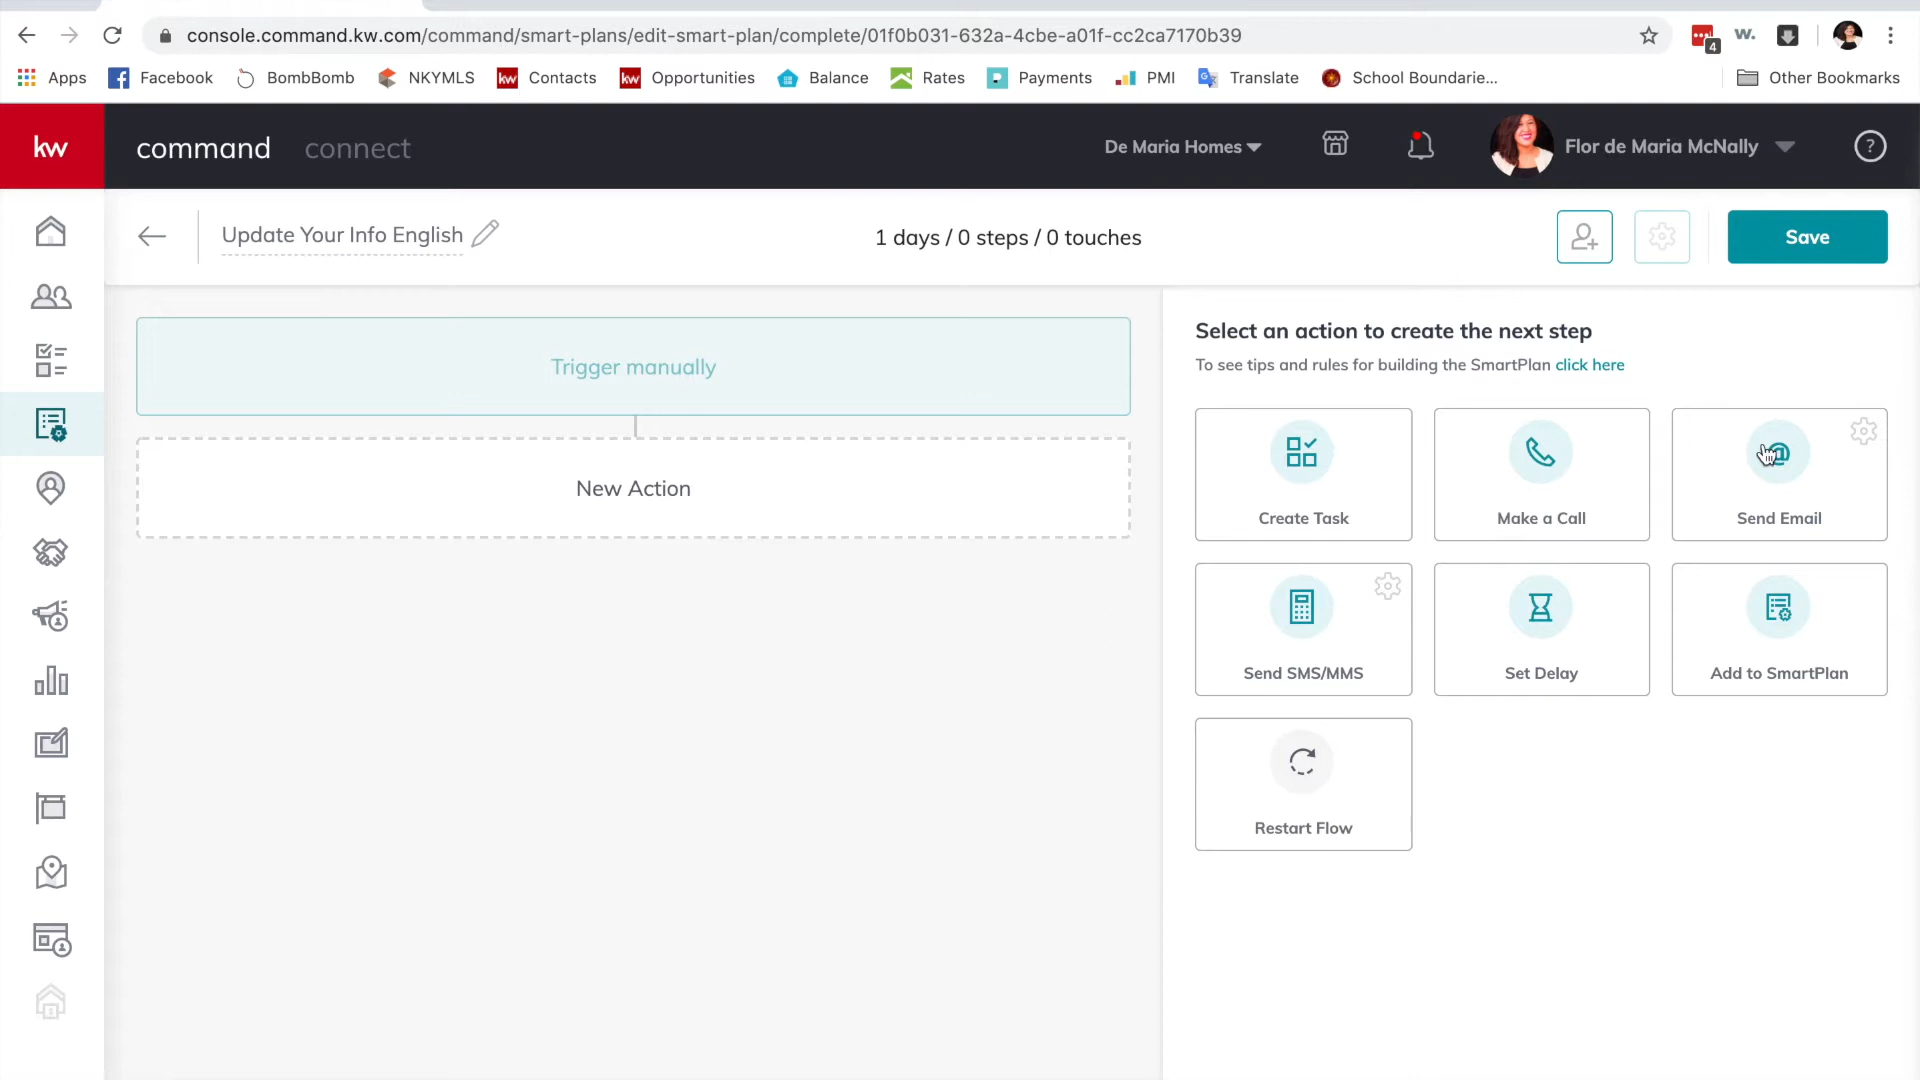 console.command.kw.com/command/smart-plans/edit-smart-plan/complete/01f0b031-632a-4cbe-a01f-cc2ca7170b39
4
w.
Apps
Facebook
BombBomb
NKYMLS
kw
Contacts
kw
Opportunities
Balance
Rates
Payments
PMI
Translate
School Boundarie...
Other Bookmarks
kw
command
connect
De Maria Homes
Flor de Maria McNally
?
Update Your Info English
1 days / 0 steps / 0 touches
Save
Trigger manually
New Action
Select an action to create the next step
To see tips and rules for building the SmartPlan click here
Create Task
Make a Call
Send Email
Send SMS/MMS
Set Delay
Add to SmartPlan
Restart Flow